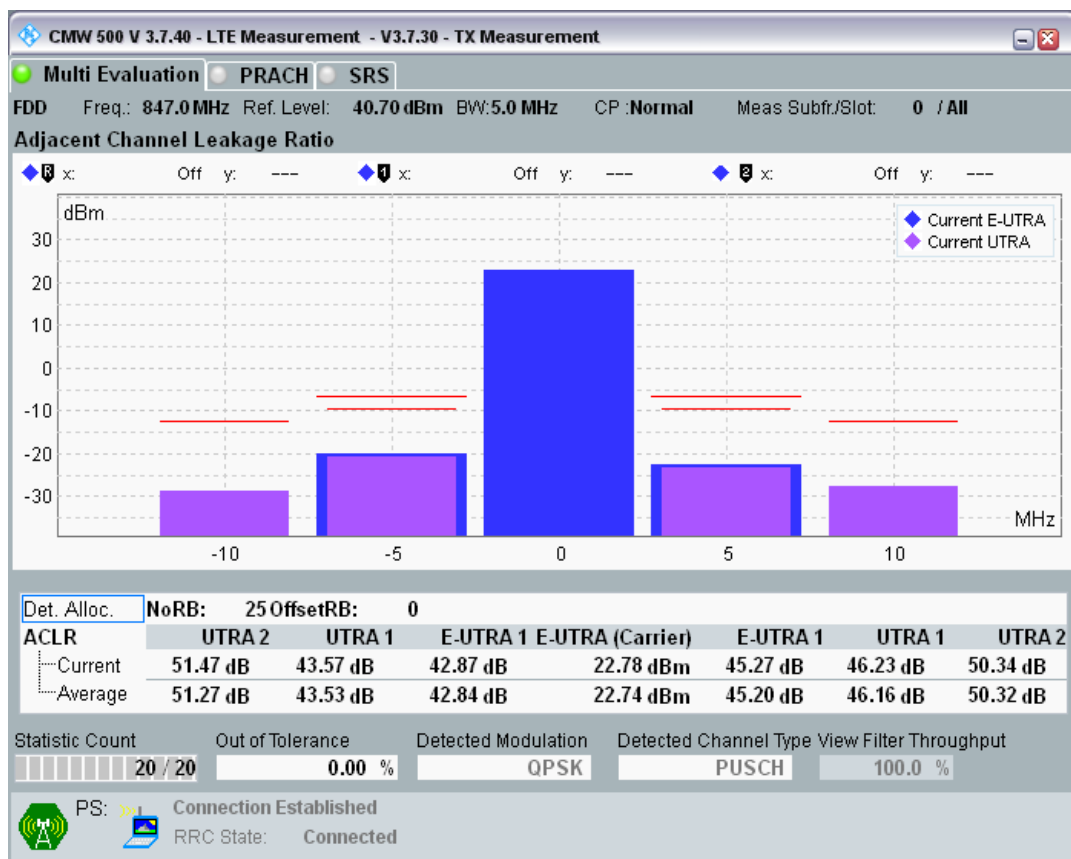 CMW 500 V 3.7.40 - LTE Measurement - V3.7.30 - TX Measurement
Multi Evaluation PRACH SRS
FDD Freq.: 847.0 MHz Ref. Level: 40.70 dBm BW:5.0 MHz CP :Normal Meas Subfr./Slot: 0 / All
Adjacent Channel Leakage Ratio
R x: Off y: --- 1 x: Off y: --- 2 x: Off y: ---
dBm
Current E-UTRA
Current UTRA
30
20
10
0
-10
-20
-30
MHz
-10 -5 0 5 10
Det. Alloc. NoRB: 25 OffsetRB: 0
ACLR UTRA 2 UTRA 1 E-UTRA 1 E-UTRA (Carrier) E-UTRA 1 UTRA 1 UTRA 2
Current 51.47 dB 43.57 dB 42.87 dB 22.78 dBm 45.27 dB 46.23 dB 50.34 dB
Average 51.27 dB 43.53 dB 42.84 dB 22.74 dBm 45.20 dB 46.16 dB 50.32 dB
Statistic Count Out of Tolerance Detected Modulation Detected Channel Type View Filter Throughput
20 / 20 0.00 % QPSK PUSCH 100.0 %
PS: Connection Established
RRC State: Connected